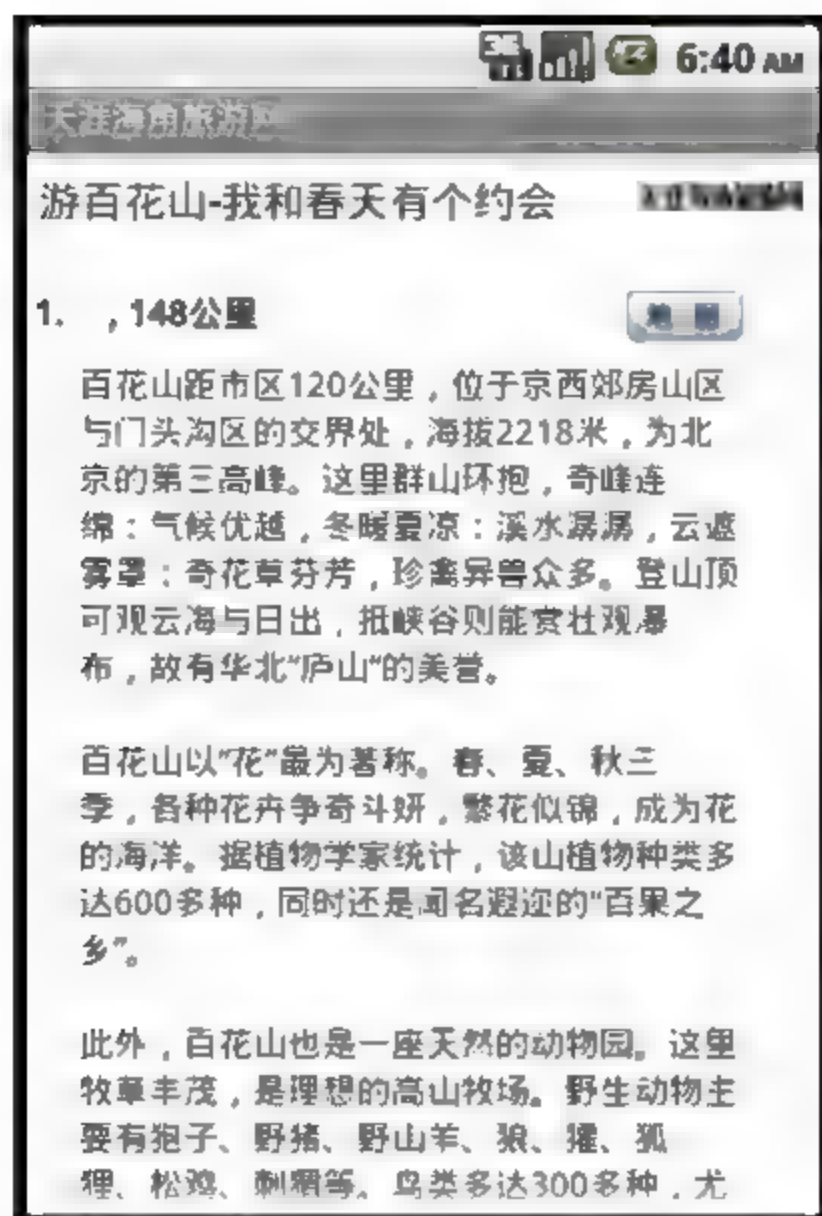 6:40 AM
天涯海角旅游网
游百花山-我和春天有个约会
1. , 148公里
百花山距市区120公里，位于京西郊房山区
与门头沟区的交界处，海拔2218米，为北
京的第三高峰。这里群山环抱，奇峰连
绵：气候优越，冬暖夏凉：溪水潺潺，云遮
雾罩：奇花草芬芳，珍禽异兽众多。登山顶
可观云海与日出，抵峡谷则能赏壮观瀑
布，故有华北"庐山"的美誉。
百花山以"花"最为著称。春、夏、秋三
季，各种花卉争奇斗妍，繁花似锦，成为花
的海洋。据植物学家统计，该山植物种类多
达600多种，同时还是闻名遐迩的"百果之
乡"。
此外，百花山也是一座天然的动物园。这里
牧草丰茂，是理想的高山牧场。野生动物主
要有狍子、野猪、野山羊、狼、獾、狐
狸、松鸡、刺猬等。鸟类多达300多种，尤